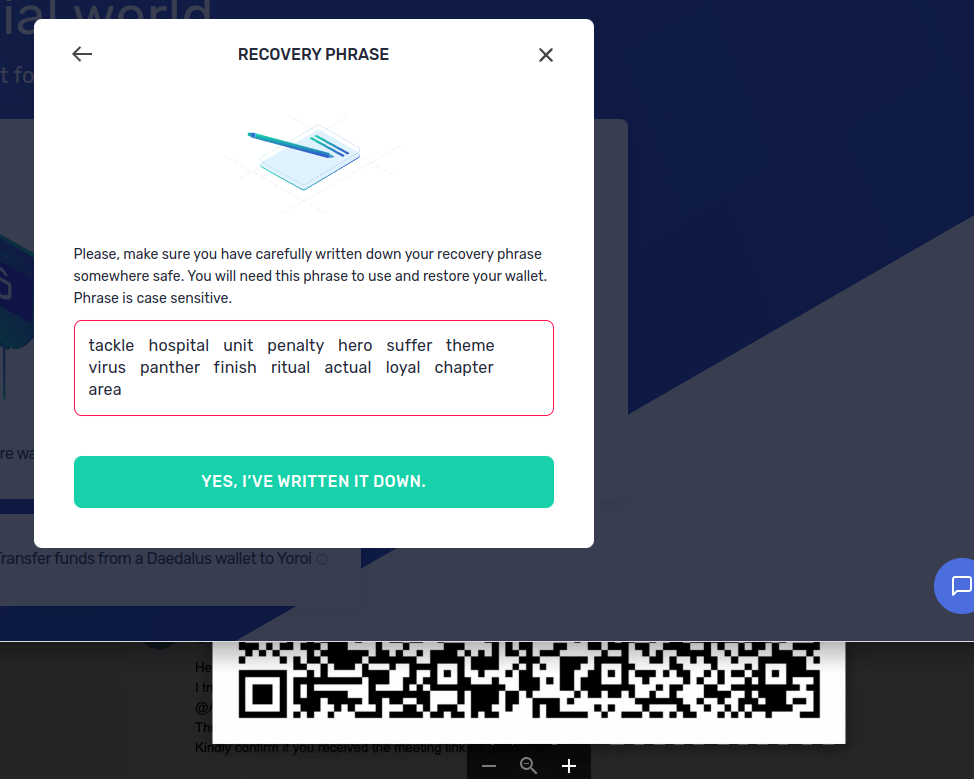 ial world
RECOVERY PHRASE
t fo
Please, make sure you have carefully written down your recovery phrase
somewhere safe. You will need this phrase to use and restore your wallet.
Phrase is case sensitive.
tackle hospital unit penalty hero suffer theme
virus panther finish ritual actual loyal chapter
area
re wa
YES, I’VE WRITTEN IT DOWN.
Transfer funds from a Daedalus wallet to Yoroi
He
I tr
@
Th
Kindly confirm if you received the meeting link